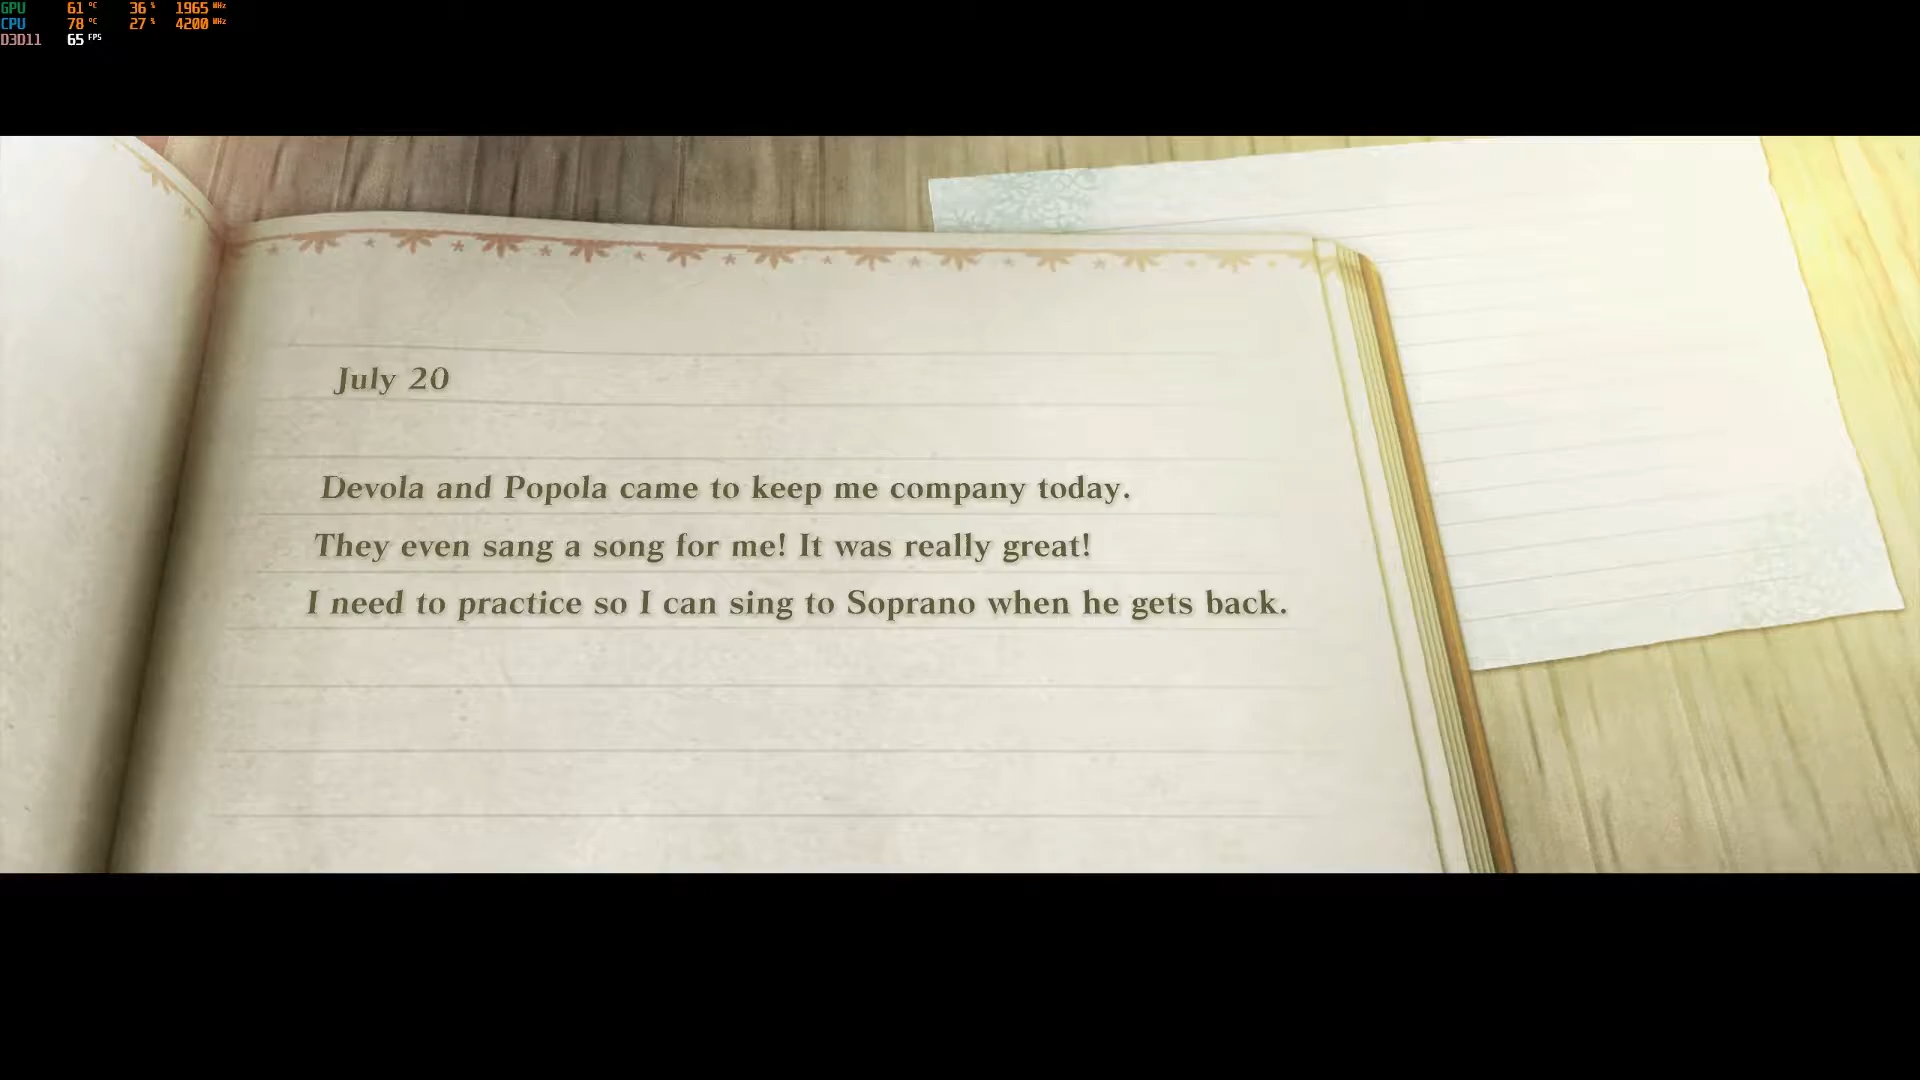 GPU 61 °C 36 % 1965 MHz
CPU 78 °C 27 % 4200 MHz
D3D11 65 FPS
July 20
Devola and Popola came to keep me company today.
They even sang a song for me! It was really great!
I need to practice so I can sing to Soprano when he gets back.